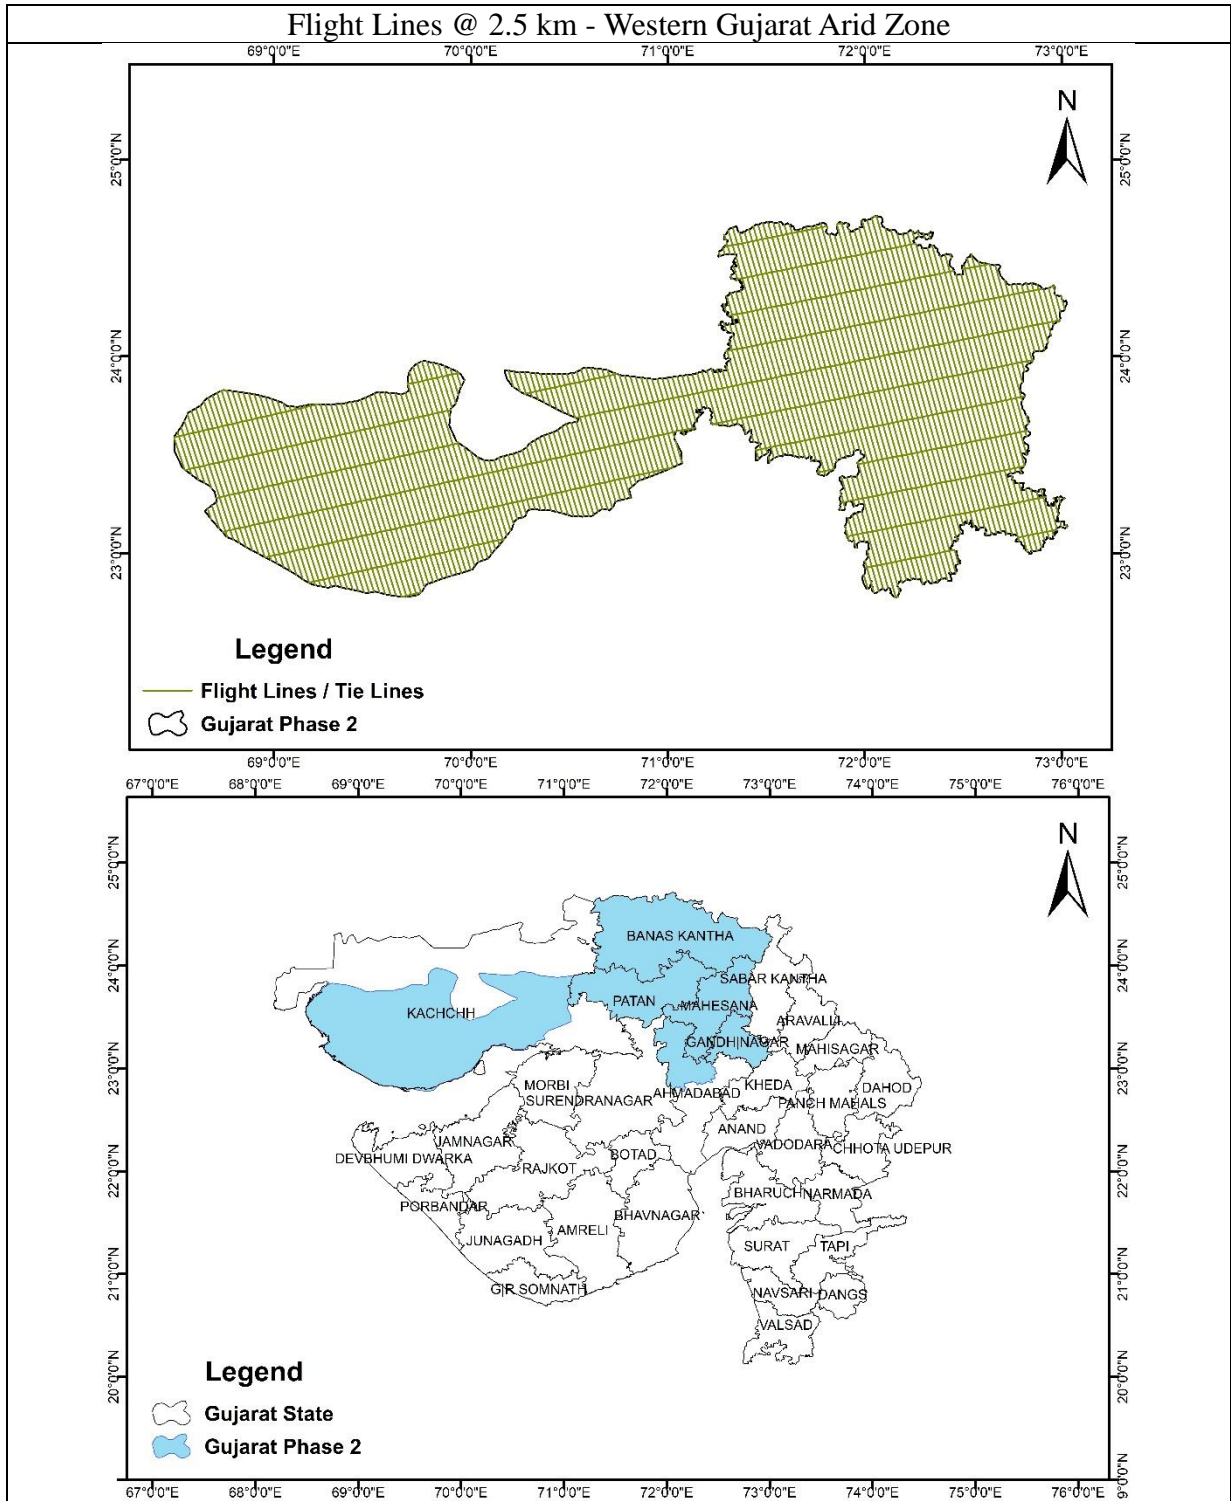 Flight Lines @ 2.5 km - Western Gujarat Arid Zone
69°0'0"E 70°0'0"E 71°0'0"E 72°0'0"E 73°0'0"E
N
25°0'0"N 25°0'0"N
24°0'0"N 24°0'0"N
23°0'0"N 23°0'0"N
Legend
Flight Lines / Tie Lines
Gujarat Phase 2
69°0'0"E 70°0'0"E 71°0'0"E 72°0'0"E 73°0'0"E
67°0'0"E 68°0'0"E 69°0'0"E 70°0'0"E 71°0'0"E 72°0'0"E 73°0'0"E 74°0'0"E 75°0'0"E 76°0'0"E
N
25°0'0"N 25°0'0"N
BANAS KANTHA
24°0'0"N 24°0'0"N
SABAR KANTHA
PATAN MAHESANA
KACHCHH
ARAVALLI
GANDHINAGAR MAHISAGAR
23°0'0"N 23°0'0"N
MORBI KHEDA DAHOD
SURENDRANAGAR AHMADABAD PANCH MAHALS
ANAND
JAMNAGAR VADODARA CHHOTA UDEPUR
DEVBHUMI DWARKA BOTAD
RAJKOT
22°0'0"N 22°0'0"N
BHARUCH NARMADA
PORBANDAR BHAVNAGAR
AMRELI
JUNAGADH SURAT TAPI
21°0'0"N 21°0'0"N
GIR SOMNATH NAVSARI DANGS
VALSAD
20°0'0"N 20°0'0"N
Legend
Gujarat State
Gujarat Phase 2
9°0'0"N
67°0'0"E 68°0'0"E 69°0'0"E 70°0'0"E 71°0'0"E 72°0'0"E 73°0'0"E 74°0'0"E 75°0'0"E 76°0'0"E